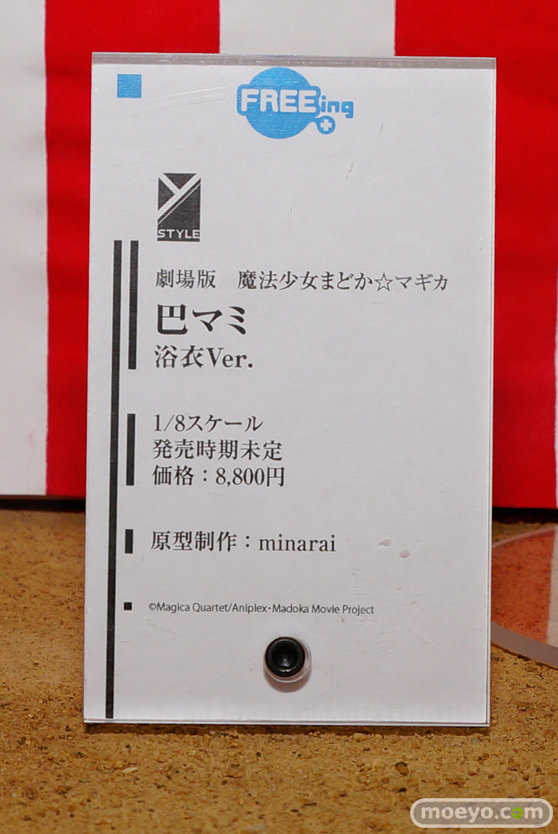 FREEing
Y
STYLE
劇場版　魔法少女まどか☆マギカ
巴マミ
浴衣Ver.
1/8スケール
発売時期未定
価格：8,800円
原型制作：minarai
©Magica Quartet/Aniplex・Madoka Movie Project
moeyo.com